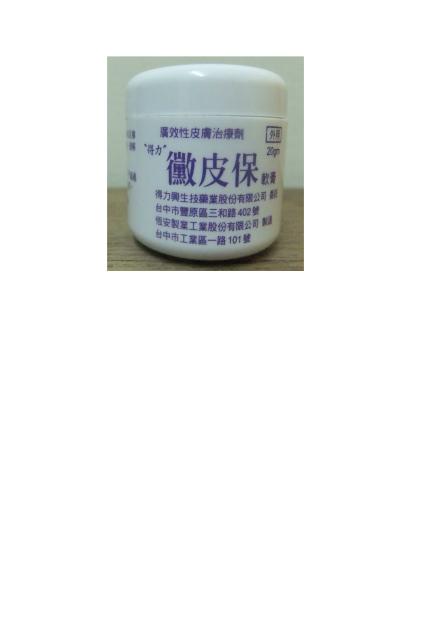 廣效性皮膚治療劑
外用
20gm
"得力"
黴皮保軟膏
得力興生技藥業股份有限公司 委託
台中市豐原區三和路402號
恆安製業工業股份有限公司 製造
台中市工業區一路101號